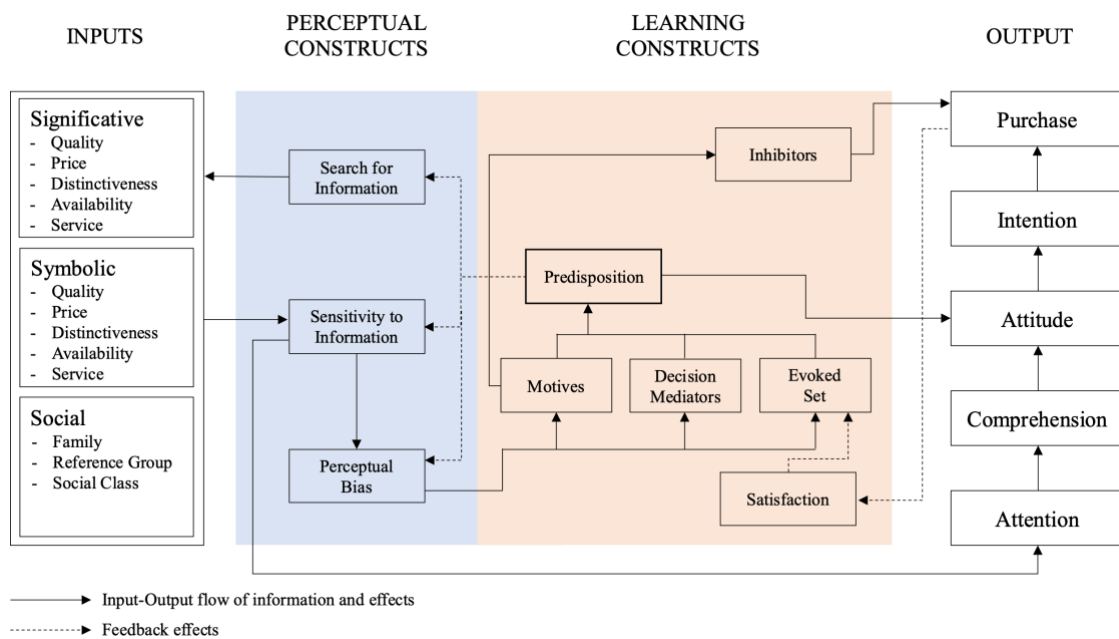 INPUTS
PERCEPTUAL
CONSTRUCTS
LEARNING
CONSTRUCTS
OUTPUT
Significative
- Quality
- Price
- Distinctiveness
- Availability
- Service
Symbolic
- Quality
- Price
- Distinctiveness
- Availability
- Service
Social
- Family
- Reference Group
- Social Class
Search for
Information
Sensitivity to
Information
Perceptual
Bias
Inhibitors
Predisposition
Motives
Decision
Mediators
Evoked
Set
Satisfaction
Purchase
Intention
Attitude
Comprehension
Attention
Input-Output flow of information and effects
Feedback effects